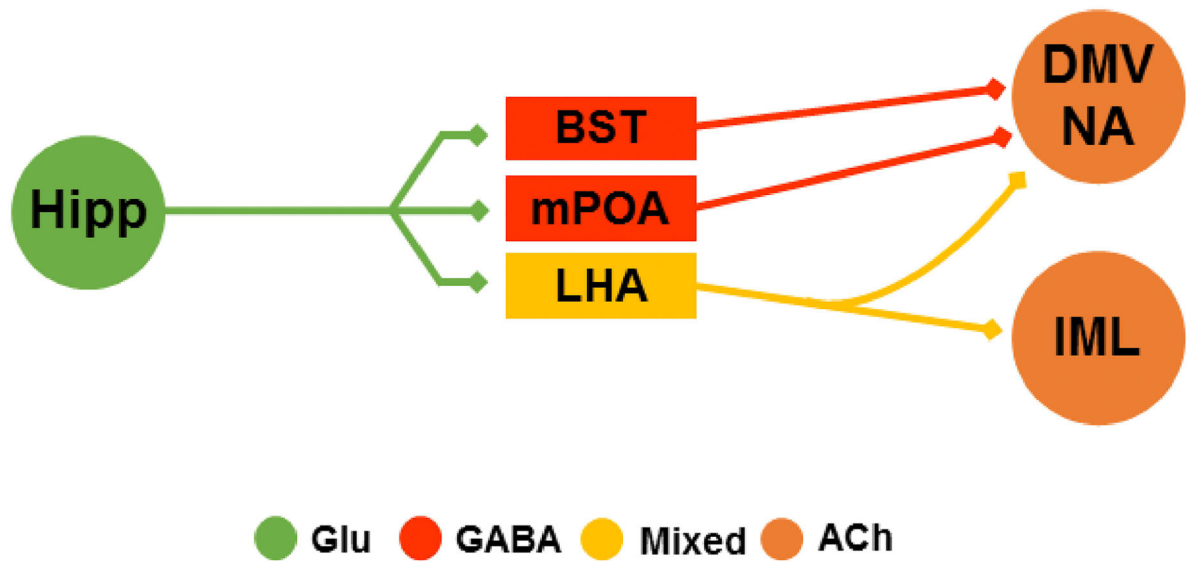 Hipp
BST
mPOA
LHA
DMV
NA
IML
Glu
GABA
Mixed
ACh